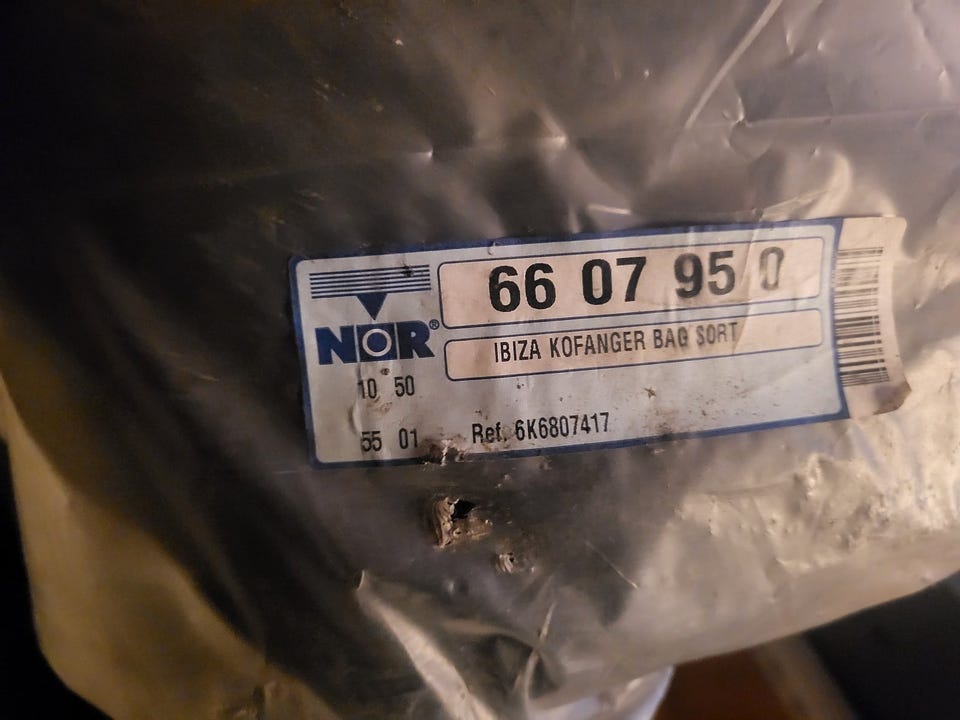 66 07 95 0
NOR®
IBIZA KOFANGER BAG SORT
10 50
55 01
Ref. 6K6807417